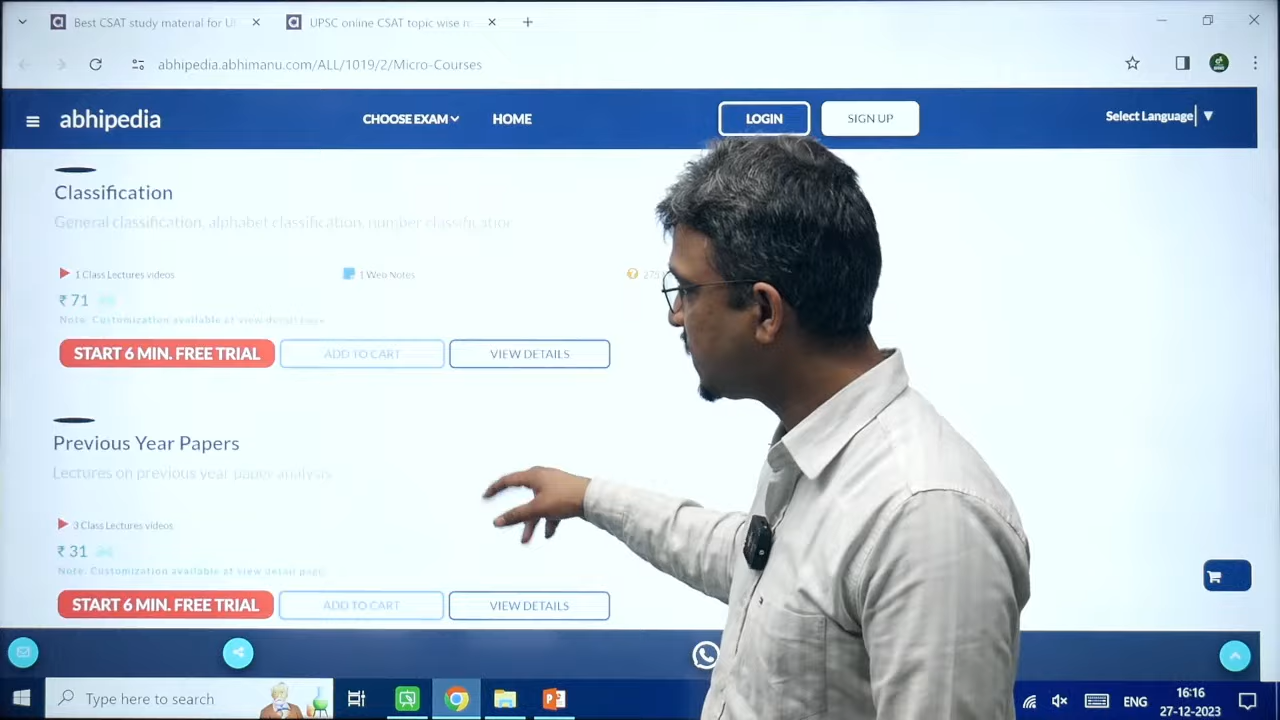 Best CSAT study material for U
UPSC online CSAT topic wise
abhipedia.abhimanu.com/ALL/1019/2/Micro-Courses
abhipedia
CHOOSE EXAM
HOME
LOGIN
SIGN UP
Select Language
Classification
General classification, alphabet classification, number classification
1 Class Lectures videos
1 Web Notes
275
₹ 71
Note: Customization available at view detail page
START 6 MIN. FREE TRIAL
ADD TO CART
VIEW DETAILS
Previous Year Papers
Lectures on previous year paper analysis
3 Class Lectures videos
₹ 31
Note: Customization available at view detail page
START 6 MIN. FREE TRIAL
ADD TO CART
VIEW DETAILS
Type here to search
ENG
16:16
27-12-2023